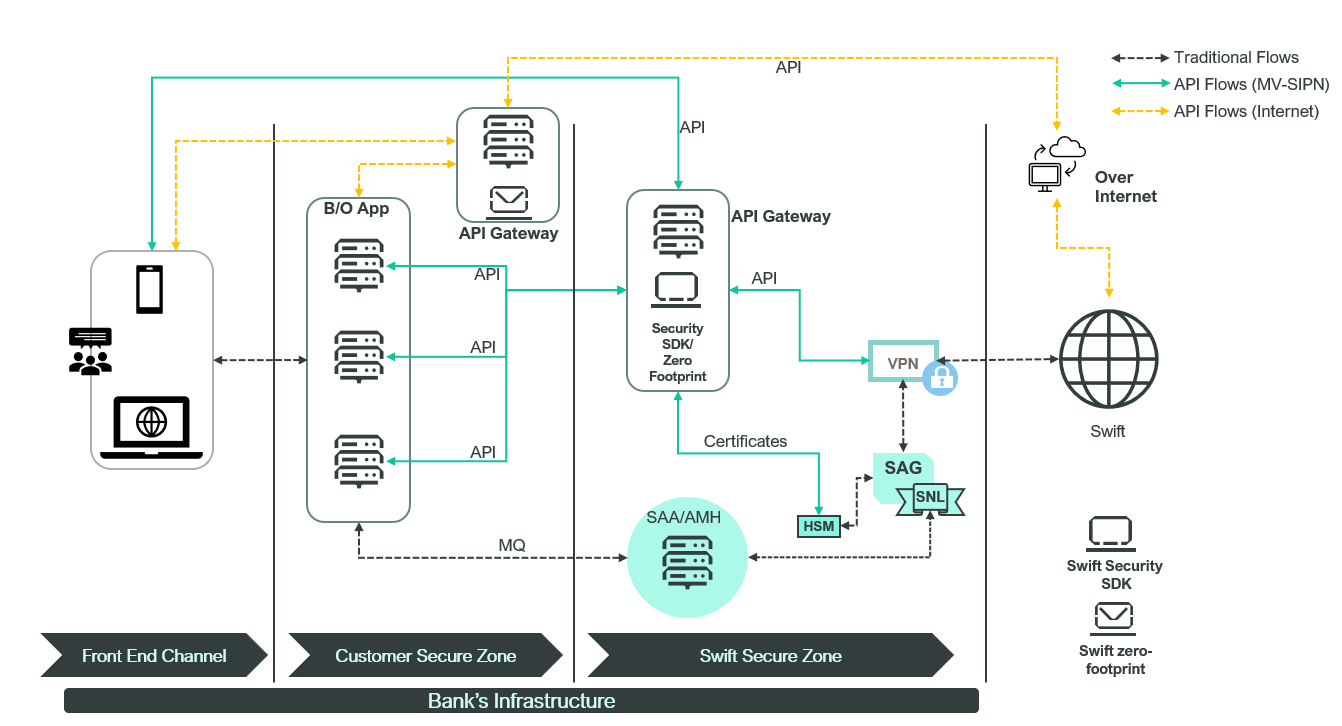 API
Traditional Flows
API Flows (MV-SIPN)
API Flows (Internet)
API
Over
Internet
B/O App
API Gateway
API Gateway
API
API
Security
SDK/
Zero
Footprint
API
VPN
Swift
Certificates
API
SAG
SNL
HSM
SAA/AMH
MQ
Swift Security
SDK
Swift zero-
footprint
Front End Channel
Customer Secure Zone
Swift Secure Zone
Bank's Infrastructure